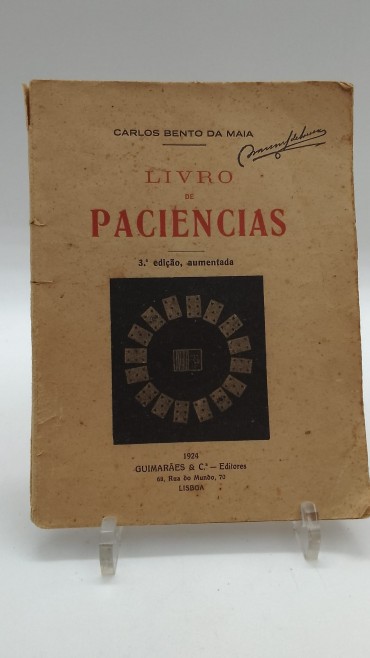 CARLOS BENTO DA MAIA
LIVRO
DE
PACIENCIAS
3.ª edição, aumentada
1924
GUIMARÃES & C.ª — Editores
68, Rua do Mundo, 70
LISBOA